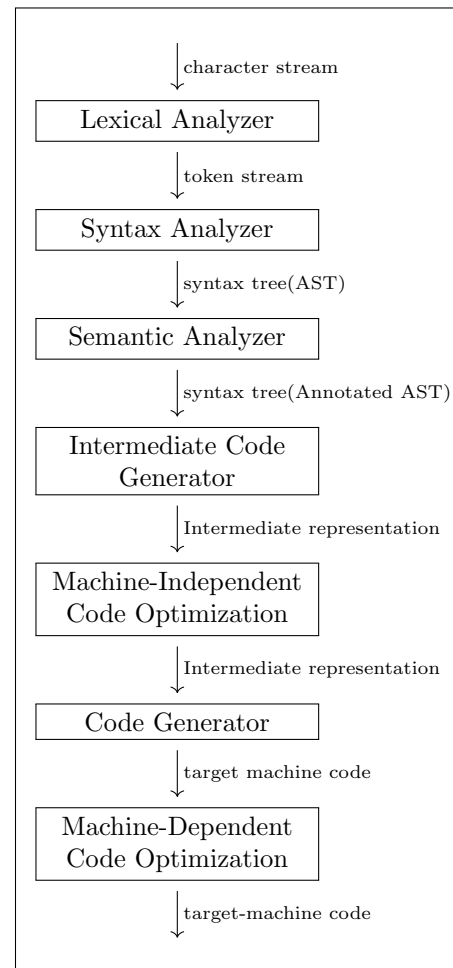 character stream
Lexical Analyzer
token stream
Syntax Analyzer
syntax tree(AST)
Semantic Analyzer
syntax tree(Annotated AST)
Intermediate Code
Generator
Intermediate representation
Machine-Independent
Code Optimization
Intermediate representation
Code Generator
target machine code
Machine-Dependent
Code Optimization
target-machine code